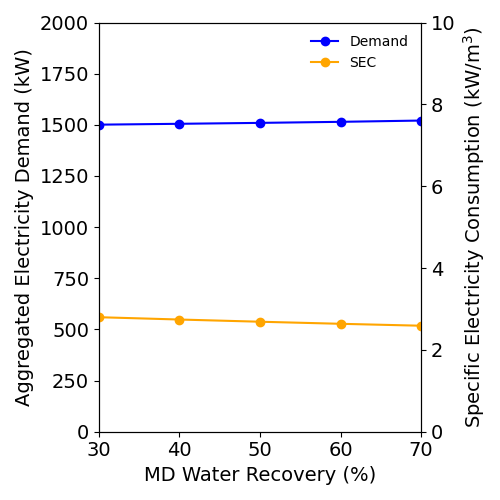 2000
1750
1500
1250
1000
750
500
250
0
Aggregated Electricity Demand (kW)
30 40 50 60 70
MD Water Recovery (%)
10
8
6
4
2
0
Specific Electricity Consumption (kW/m³)
Demand
SEC